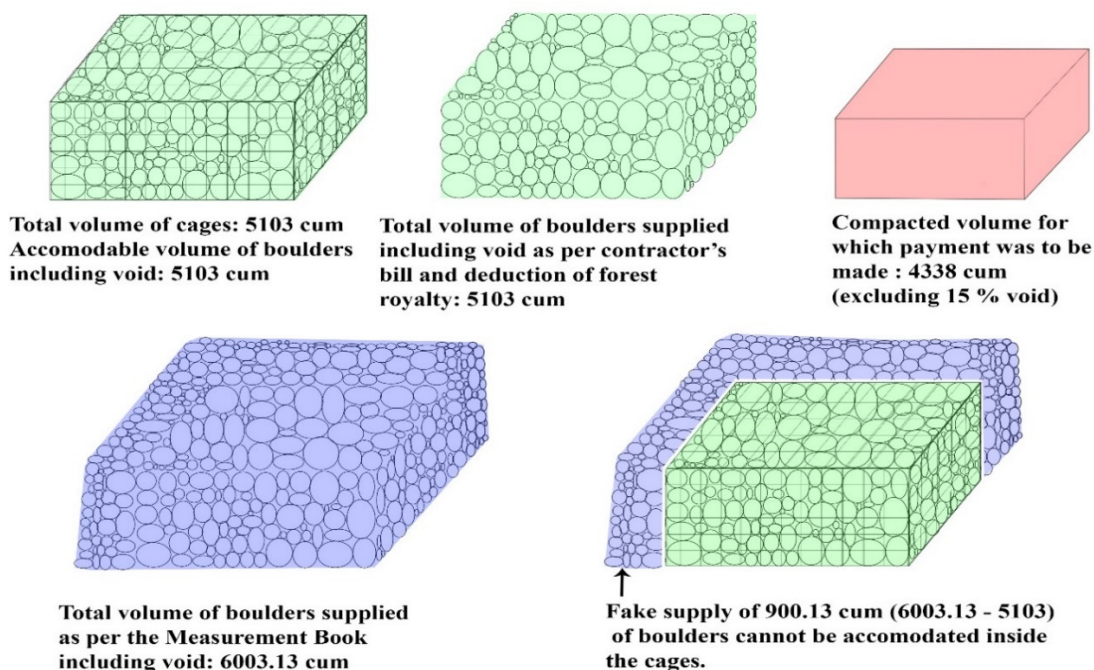 Total volume of cages: 5103 cum
Accomodable volume of boulders
including void: 5103 cum
Total volume of boulders supplied
including void as per contractor's
bill and deduction of forest
royalty: 5103 cum
Compacted volume for
which payment was to be
made : 4338 cum
(excluding 15 % void)
Total volume of boulders supplied
as per the Measurement Book
including void: 6003.13 cum
Fake supply of 900.13 cum (6003.13 - 5103)
of boulders cannot be accomodated inside
the cages.